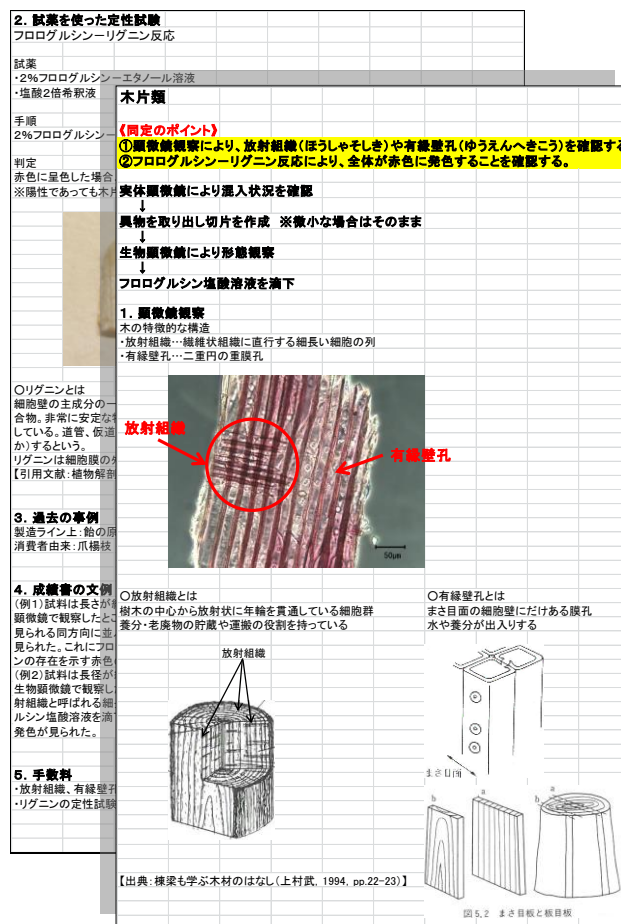 2．試薬を使った定性試験
フロログルシン－リグニン反応
試薬
・2%フロログルシン－エタノール溶液
・塩酸2倍希釈液
手順
2%フロログルシン－
判定
赤色に呈色した場合
※陽性であっても木片
〇リグニンとは
細胞壁の主成分の一
合物。非常に安定な
している。道管、仮道
か)するという。
リグニンは細胞膜の
【引用文献：植物解剖
3．過去の事例
製造ライン上：飴の原
消費者由来：爪楊枝
4．成績書の文例
(例1)試料は長さが
顕微鏡で観察したと
見られる同方向に並
見られた。これにフロ
ンの存在を示す赤色
(例2)試料は長径が
生物顕微鏡で観察し
射組織と呼ばれる細
ルシン塩酸溶液を滴
発色が見られた。
5．手数料
・放射組織、有縁壁孔
・リグニンの定性試験
木片類
《同定のポイント》
①顕微鏡観察により、放射組織(ほうしゃそしき)や有縁壁孔(ゆうえんへきこう)を確認す
②フロログルシン－リグニン反応により、全体が赤色に発色することを確認する。
実体顕微鏡により混入状況を確認
↓
異物を取り出し切片を作成　※微小な場合はそのまま
↓
生物顕微鏡により形態観察
↓
フロログルシン塩酸溶液を滴下
1．顕微鏡観察
木の特徴的な構造
・放射組織…繊維状組織に直行する細長い細胞の列
・有縁壁孔…二重円の重膜孔
放射組織
有縁壁孔
50μm
〇放射組織とは
樹木の中心から放射状に年輪を貫通している細胞群
養分・老廃物の貯蔵や運搬の役割を持っている
放射組織
【出典：棟梁も学ぶ木材のはなし(上村武, 1994, pp.22-23)】
〇有縁壁孔とは
まさ目面の細胞壁にだけある膜孔
水や養分が出入りする
まさ目面
b
a
a
b
図5.2　まさ目板と板目板